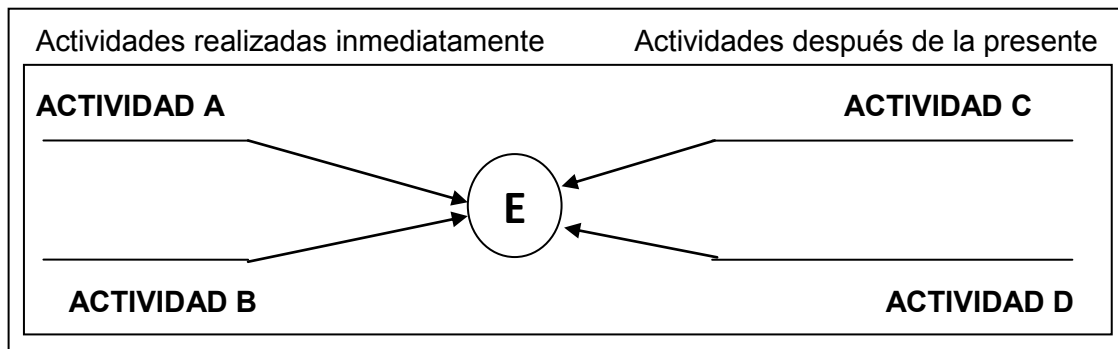 Actividades realizadas inmediatamente Actividades después de la presente
ACTIVIDAD A ACTIVIDAD C
E
ACTIVIDAD B ACTIVIDAD D